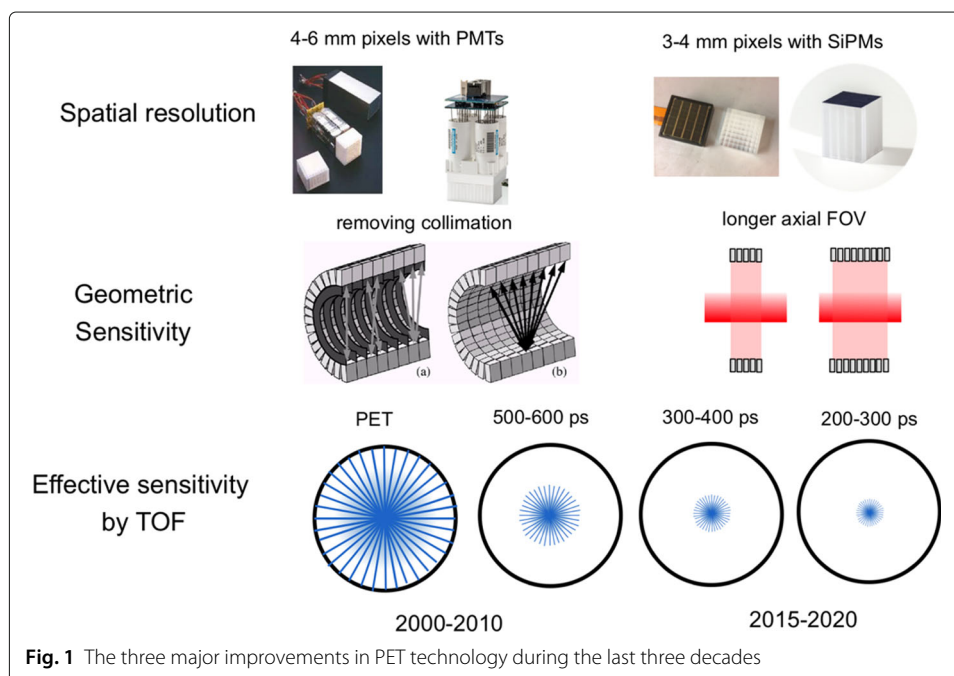 4-6 mm pixels with PMTs
3-4 mm pixels with SiPMs
Spatial resolution
removing collimation
longer axial FOV
Geometric
Sensitivity
(a)
(b)
PET
500-600 ps
300-400 ps
200-300 ps
Effective sensitivity
by TOF
2000-2010
2015-2020
Fig. 1 The three major improvements in PET technology during the last three decades